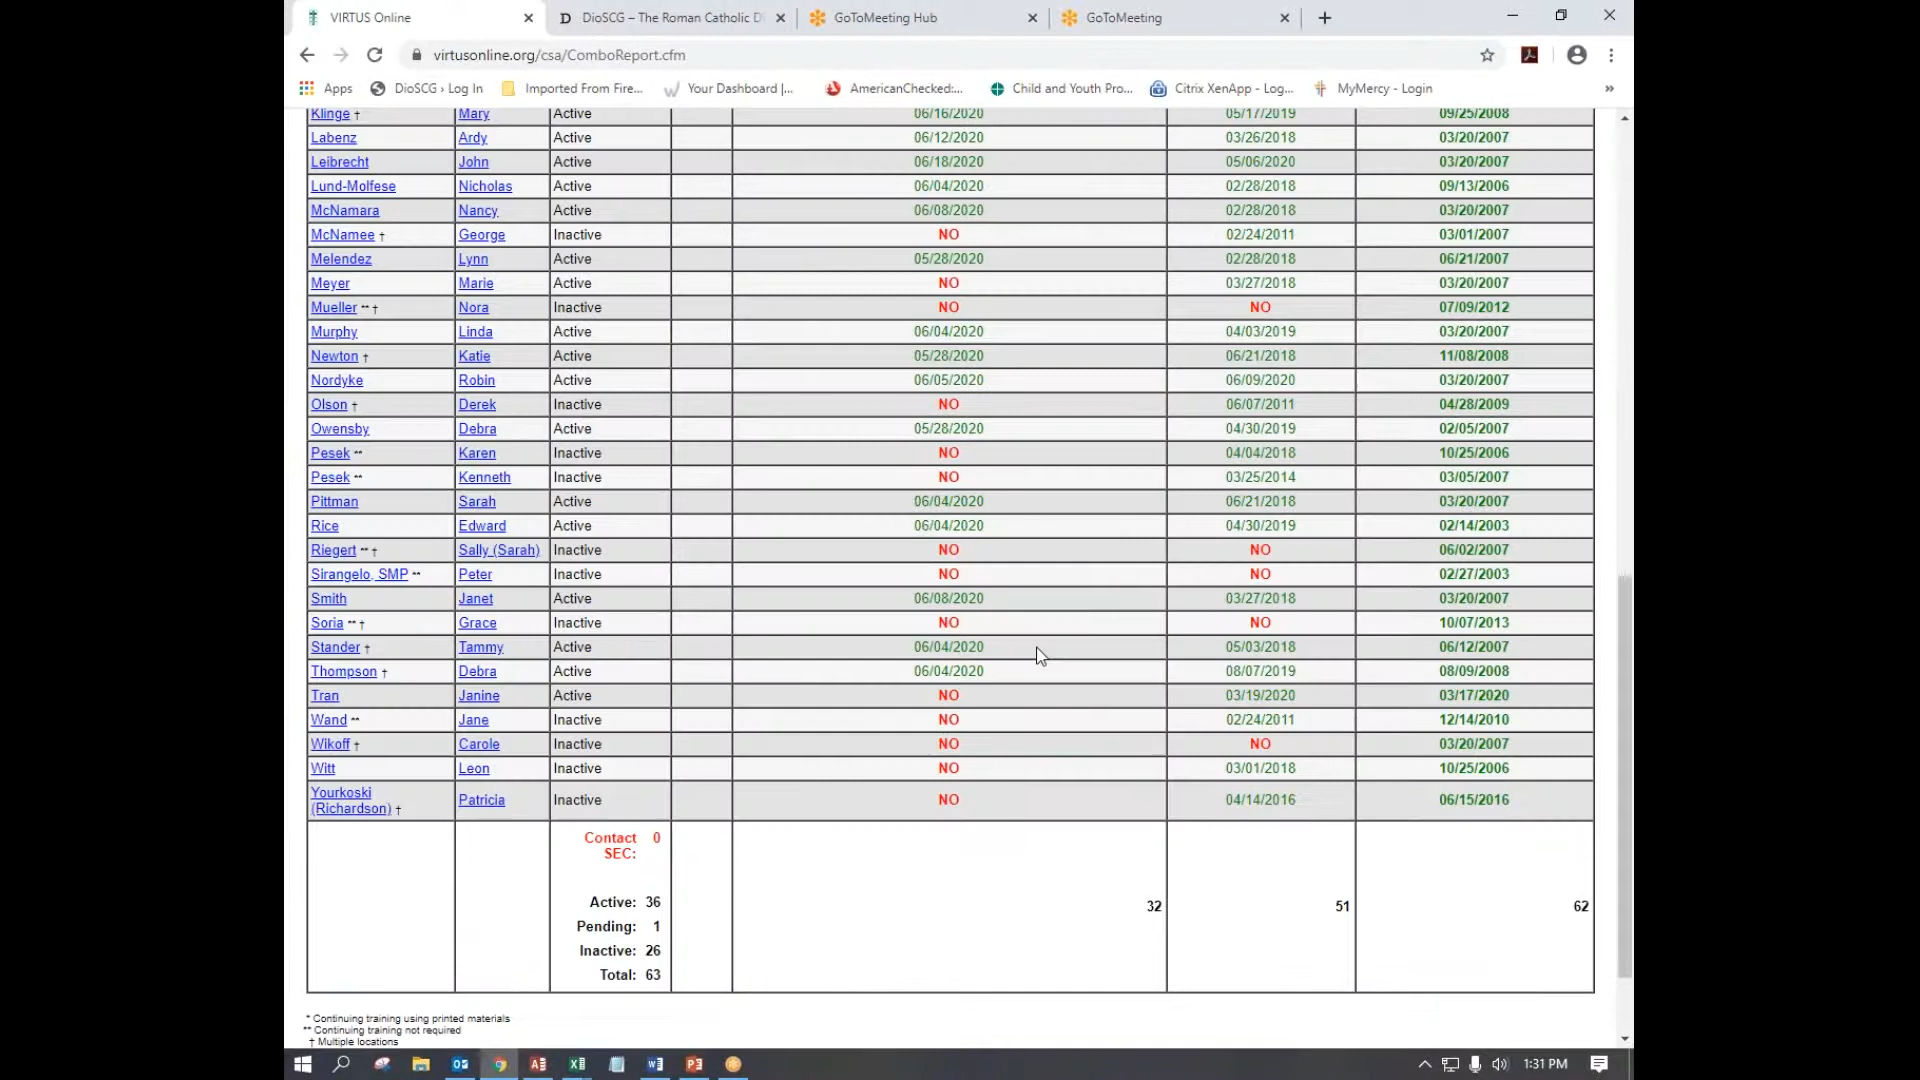 VIRTUS Online
DioSCG – The Roman Catholic D
GoToMeeting Hub
GoToMeeting
virtusonline.org/csa/ComboReport.cfm
Apps DioSCG › Log In Imported From Fire... Your Dashboard |... AmericanChecked:... Child and Youth Pro... Citrix XenApp - Log... MyMercy - Login »
Klinge † Mary Active 06/16/2020 05/17/2019 09/25/2008
Labenz Ardy Active 06/12/2020 03/26/2018 03/20/2007
Leibrecht John Active 06/18/2020 05/06/2020 03/20/2007
Lund-Molfese Nicholas Active 06/04/2020 02/28/2018 09/13/2006
McNamara Nancy Active 06/08/2020 02/28/2018 03/20/2007
McNamee † George Inactive NO 02/24/2011 03/01/2007
Melendez Lynn Active 05/28/2020 02/28/2018 06/21/2007
Meyer Marie Active NO 03/27/2018 03/20/2007
Mueller ** † Nora Inactive NO NO 07/09/2012
Murphy Linda Active 06/04/2020 04/03/2019 03/20/2007
Newton † Katie Active 05/28/2020 06/21/2018 11/08/2008
Nordyke Robin Active 06/05/2020 06/09/2020 03/20/2007
Olson † Derek Inactive NO 06/07/2011 04/28/2009
Owensby Debra Active 05/28/2020 04/30/2019 02/05/2007
Pesek ** Karen Inactive NO 04/04/2018 10/25/2006
Pesek ** Kenneth Inactive NO 03/25/2014 03/05/2007
Pittman Sarah Active 06/04/2020 06/21/2018 03/20/2007
Rice Edward Active 06/04/2020 04/30/2019 02/14/2003
Riegert ** † Sally (Sarah) Inactive NO NO 06/02/2007
Sirangelo, SMP ** Peter Inactive NO NO 02/27/2003
Smith Janet Active 06/08/2020 03/27/2018 03/20/2007
Soria ** † Grace Inactive NO NO 10/07/2013
Stander † Tammy Active 06/04/2020 05/03/2018 06/12/2007
Thompson † Debra Active 06/04/2020 08/07/2019 08/09/2008
Tran Janine Active NO 03/19/2020 03/17/2020
Wand ** Jane Inactive NO 02/24/2011 12/14/2010
Wikoff † Carole Inactive NO NO 03/20/2007
Witt Leon Inactive NO 03/01/2018 10/25/2006
Yourkoski
(Richardson) † Patricia Inactive NO 04/14/2016 06/15/2016
Contact 0
SEC:
Active: 36
32 51 62
Pending: 1
Inactive: 26
Total: 63
* Continuing training using printed materials
** Continuing training not required
† Multiple locations
1:31 PM